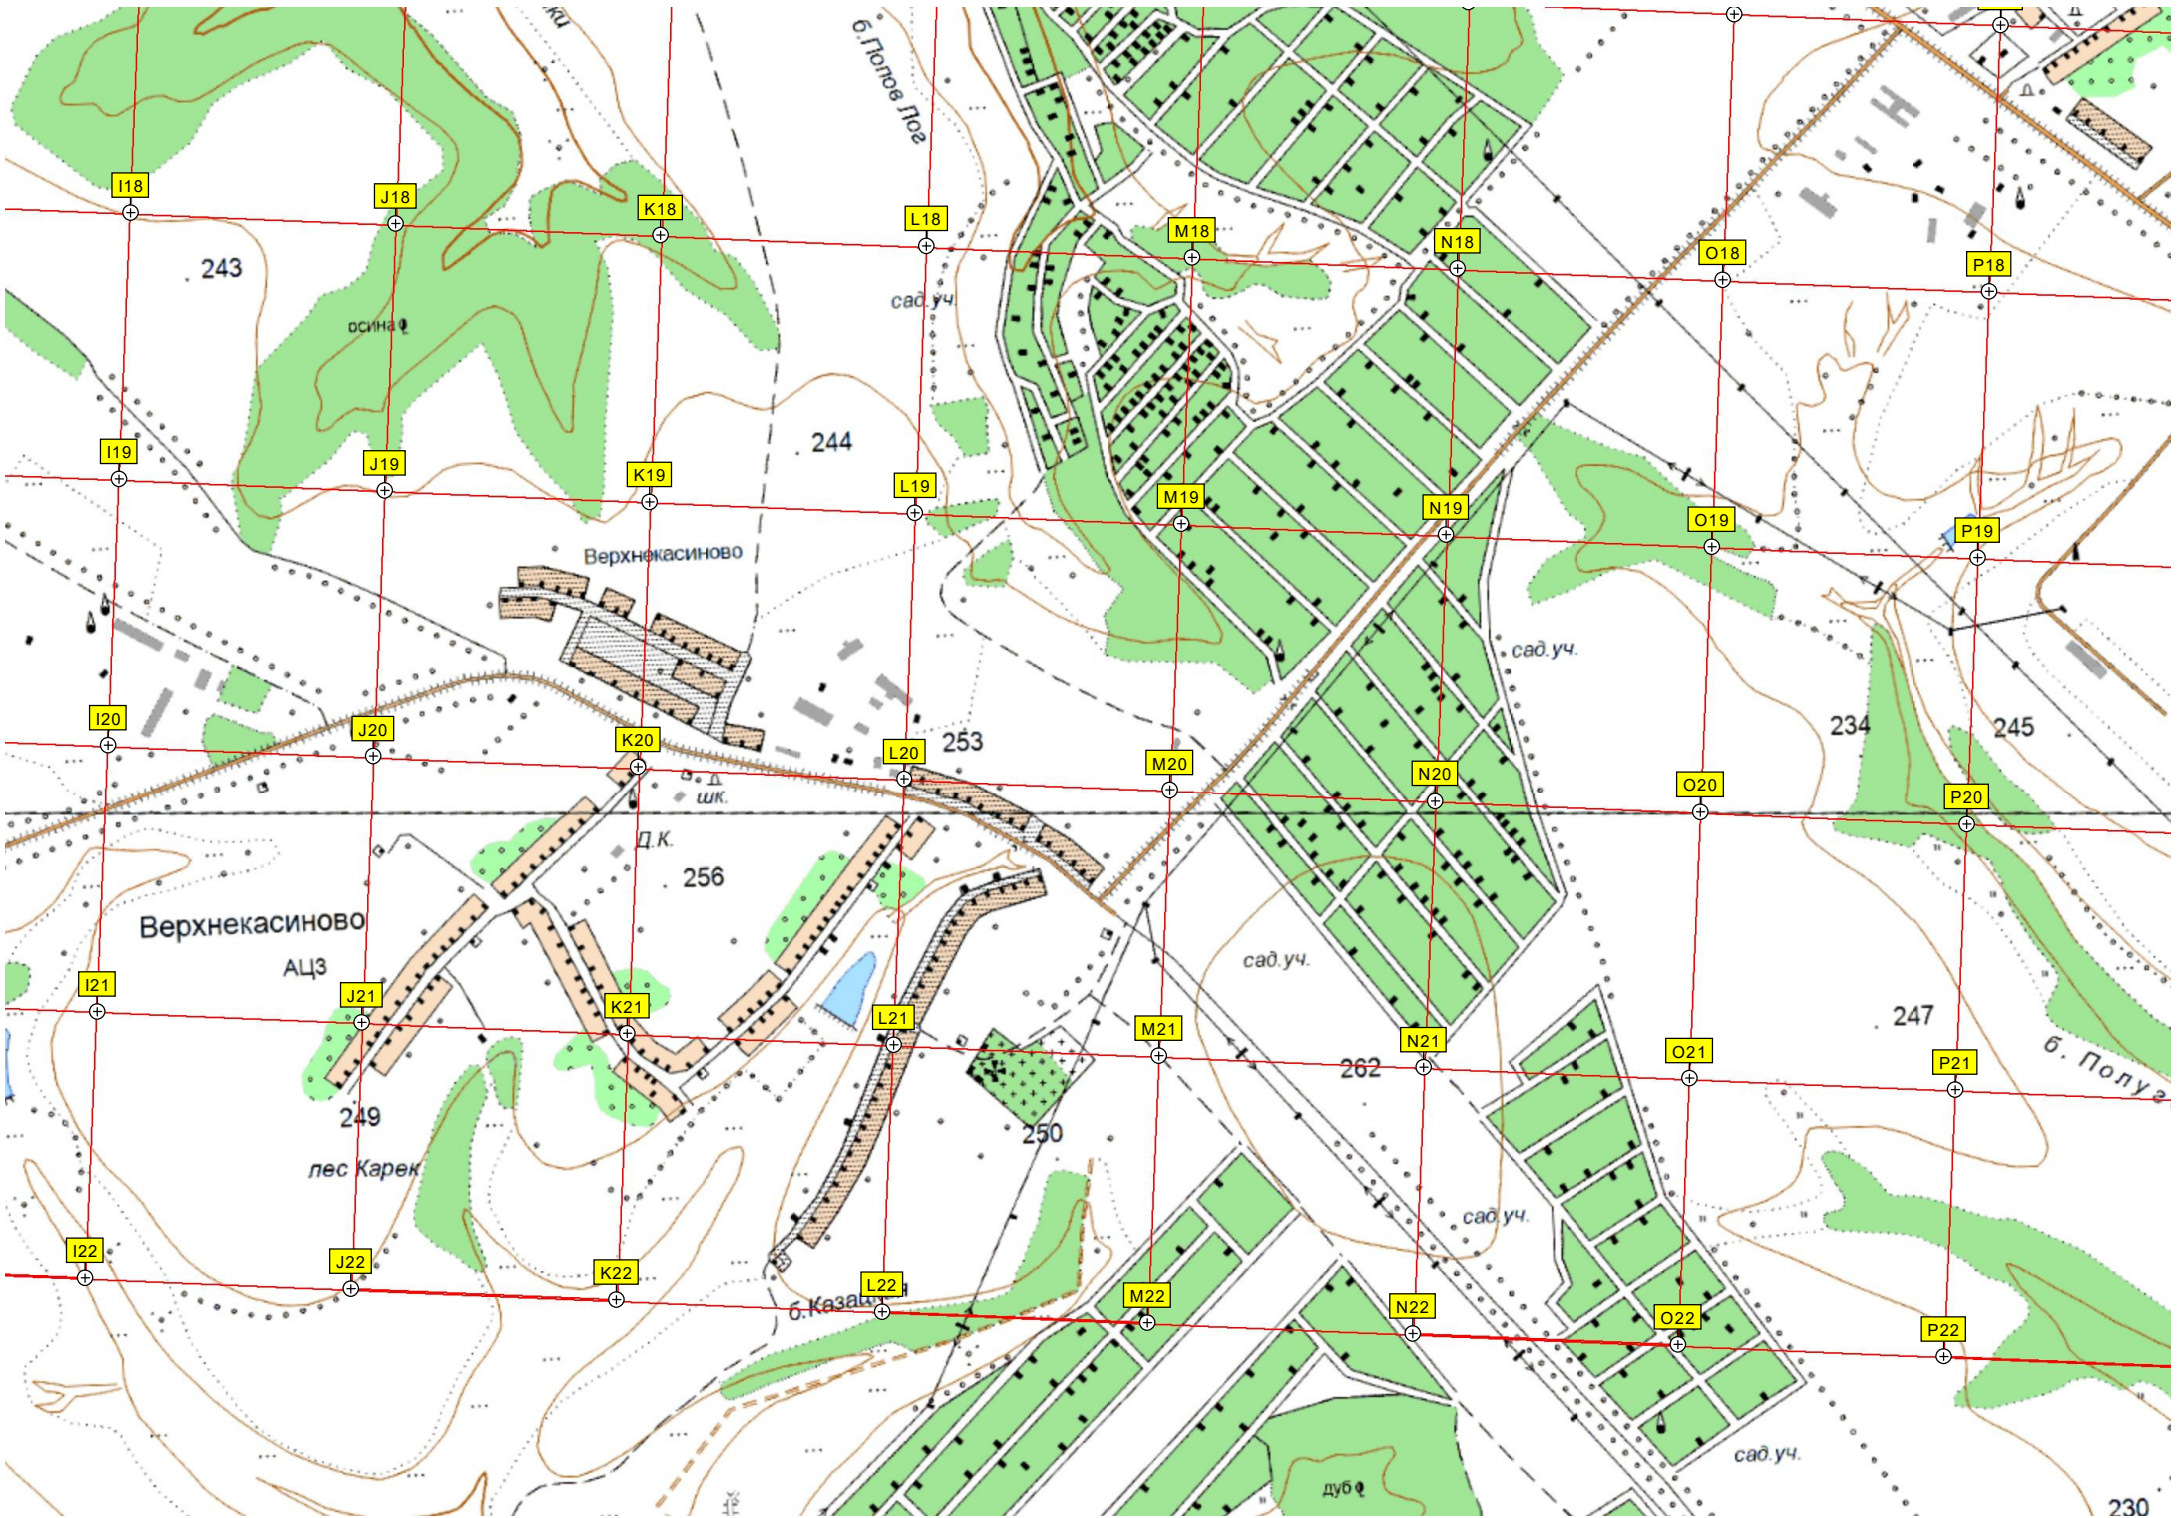 ки
б.Попов Лог
I18
J18
K18
L18
M18
N18
O18
P18
243
осина
сад.уч.
244
I19
J19
K19
L19
M19
N19
O19
P19
Верхнекасиново
сад.уч.
I20
J20
K20
L20
M20
N20
O20
P20
253
234
245
шк.
Д.К.
256
Верхнекасиново
АЦЗ
сад.уч.
I21
J21
K21
L21
M21
N21
O21
P21
247
262
б. Полуг
249
250
лес Карек
сад.уч.
I22
J22
K22
L22
M22
N22
O22
P22
сад.уч.
дуб
230